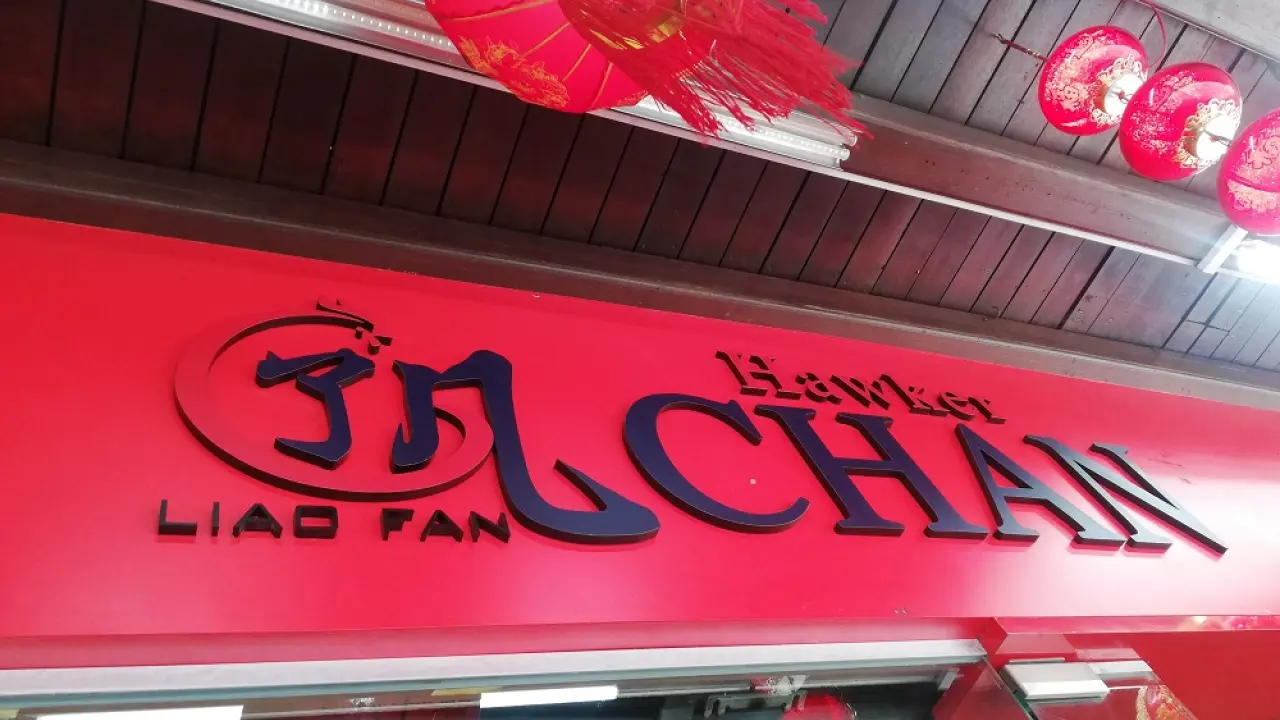 了凡
LIAO FAN
Hawker
CHAN